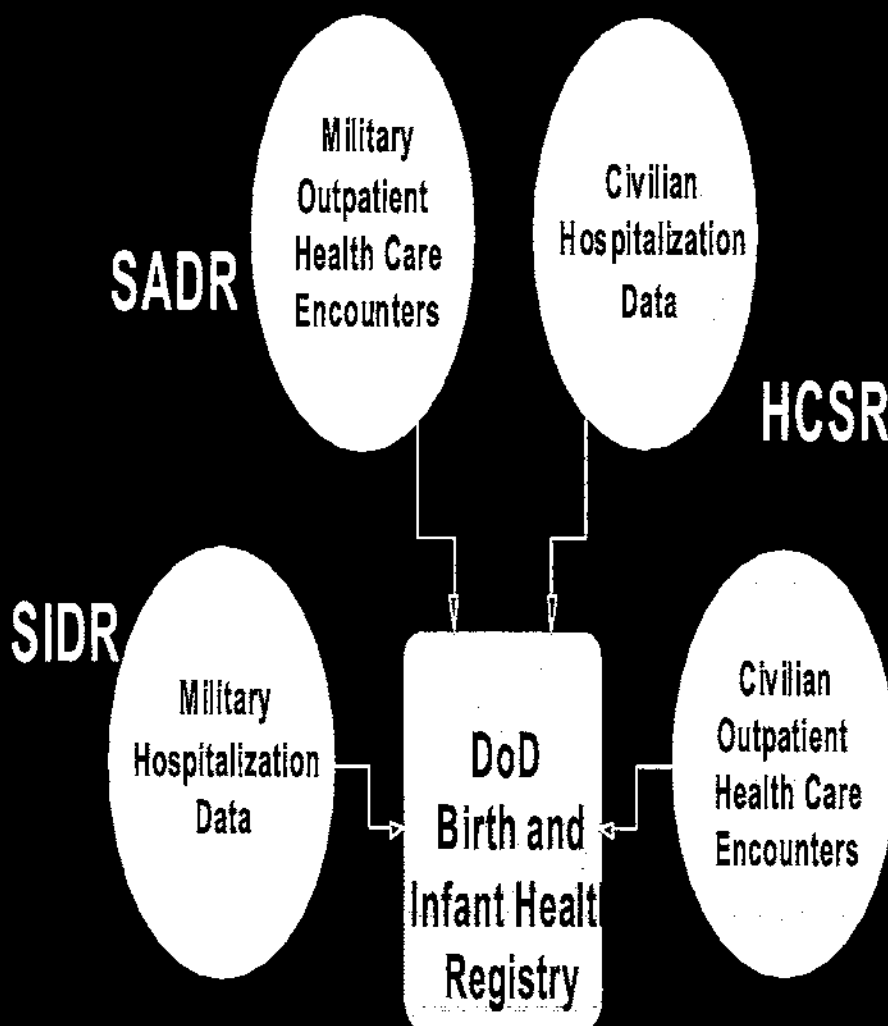 Military
Outpatient
Health Care
Encounters
Civilian
Hospitalization
Data
SADR
HCSR
SIDR
Military
Hospitalization
Data
DoD
Birth and
Infant Healt
Registry
Civilian
Outpatient
Health Care
Encounters